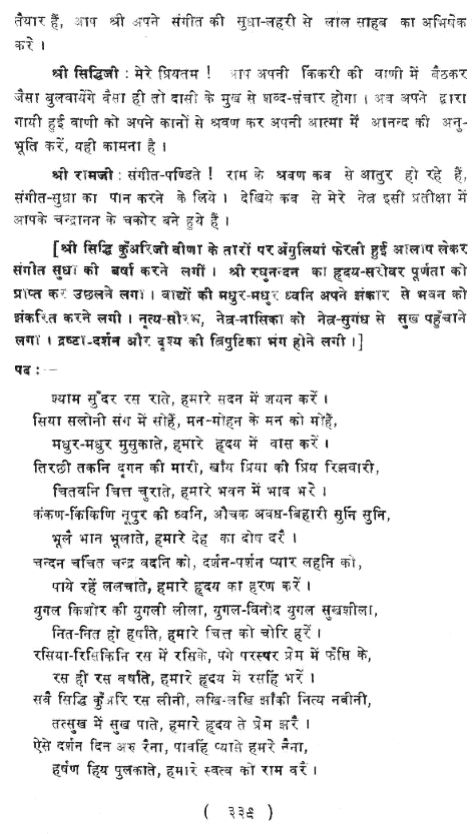 तैयार हैं, आप श्री अपने संगीत की सुधा-लहरी से लाल साहब का अभिषेक
करें ।
श्री सिद्धिजी : मेरे प्रियतम ! आप अपनी किंकरी की वाणी में बैठकर
जैसा बुलवायेंगे वैसा ही तो दासी के मुख से शब्द-संचार होगा । अब अपने द्वारा
गायी हुई वाणी को अपने कानों से श्रवण कर अपनी आत्मा में आनन्द की अनु-
भूति करें, यही कामना है ।
श्री रामजी : संगीत-पण्डिते ! राम के श्रवण कब से आतुर हो रहे हैं,
संगीत-सुधा का पान करने के लिये । देखिये कब से मेरे नेत्र इसी प्रतीक्षा में
आपके चन्द्रानन के चकोर बने हुये हैं ।
[श्री सिद्धि कुँअरिजी वीणा के तारों पर अँगुलियां फेरती हुई आलाप लेकर
संगीत सुधा की बर्षा करने लगीं । श्री रघुनन्दन का हृदय-सरोवर पूर्णता को
प्राप्त कर उछलने लगा । वाद्यों की मधुर-मधुर ध्वनि अपने झंकार से भवन को
झंकरित करने लगी । नृत्य-सौरभ, नेत्र-नासिका को नेत्र-सुगंध से सुख पहुँचाने
लगा । द्रष्टा-दर्शन और दृश्य की त्रिपुटिका भंग होने लगी ।]
पद :–
श्याम सुँदर रस राते, हमारे सदन में जयन करें ।
सिया सलोनी संग में सोहैं, मन-मोहन के मन को मोहैं,
मधुर-मधुर मुसुकाते, हमारे हृदय में वास करें ।
तिरछी तकनि दृगन की मारी, खाँय प्रिया की प्रिय रिझवारी,
चितवनि चित्त चुराते, हमारे भवन में भाव भरें ।
कंकण-किंकिणि नूपुर की ध्वनि, औचक अवध-बिहारी सुनि सुनि,
भूलैं भान भूलाते, हमारे देह का दोष दरैं ।
चन्दन चर्चित चन्द्र वदनि को, दर्शन-पर्शन प्यार लहनि को,
पाये रहें ललचाते, हमारे हृदय का हरण करें ।
युगल किशोर की युगली लीला, युगल-विनोद युगल सुखशीला,
नित-नित हो हर्षाते, हमारे चित्त को चोरि हरें ।
रसिया-रसिकिनि रस में रसिके, पगे परस्पर प्रेम में फँसि के,
रस ही रस वर्षाते, हमारे हृदय में रसहिं भरें ।
सबै सिद्धि कुँअरि रस लीनी, लखि-लखि झाँकी नित्य नवीनी,
तत्सुख में सुख पाते, हमारे हृदय ते प्रेम झरैं ।
ऐसे दर्शन दिन अरु रैना, पावहिं प्यासे हमरे नैना,
हर्षण हिय पुलकाते, हमारे स्वत्व को राम वरैं ।
( ३३९ )